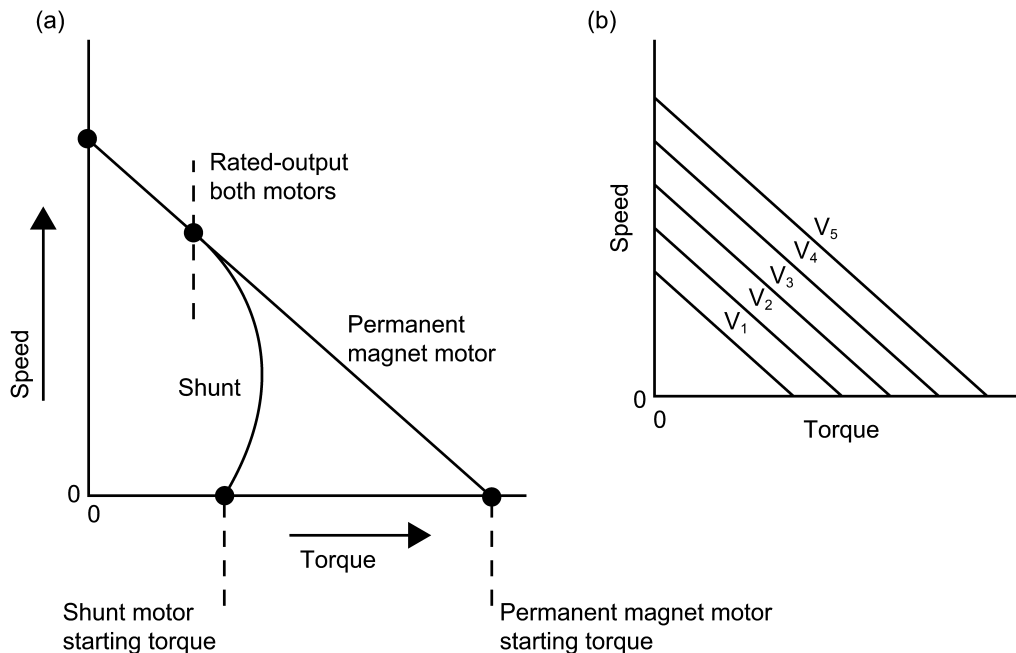 (a)
Rated-output
both motors
Permanent
magnet motor
Shunt
Speed
0
0
Torque
Shunt motor
starting torque
Permanent magnet motor
starting torque
(b)
Speed
V₅
V₄
V₃
V₂
V₁
0
0
Torque